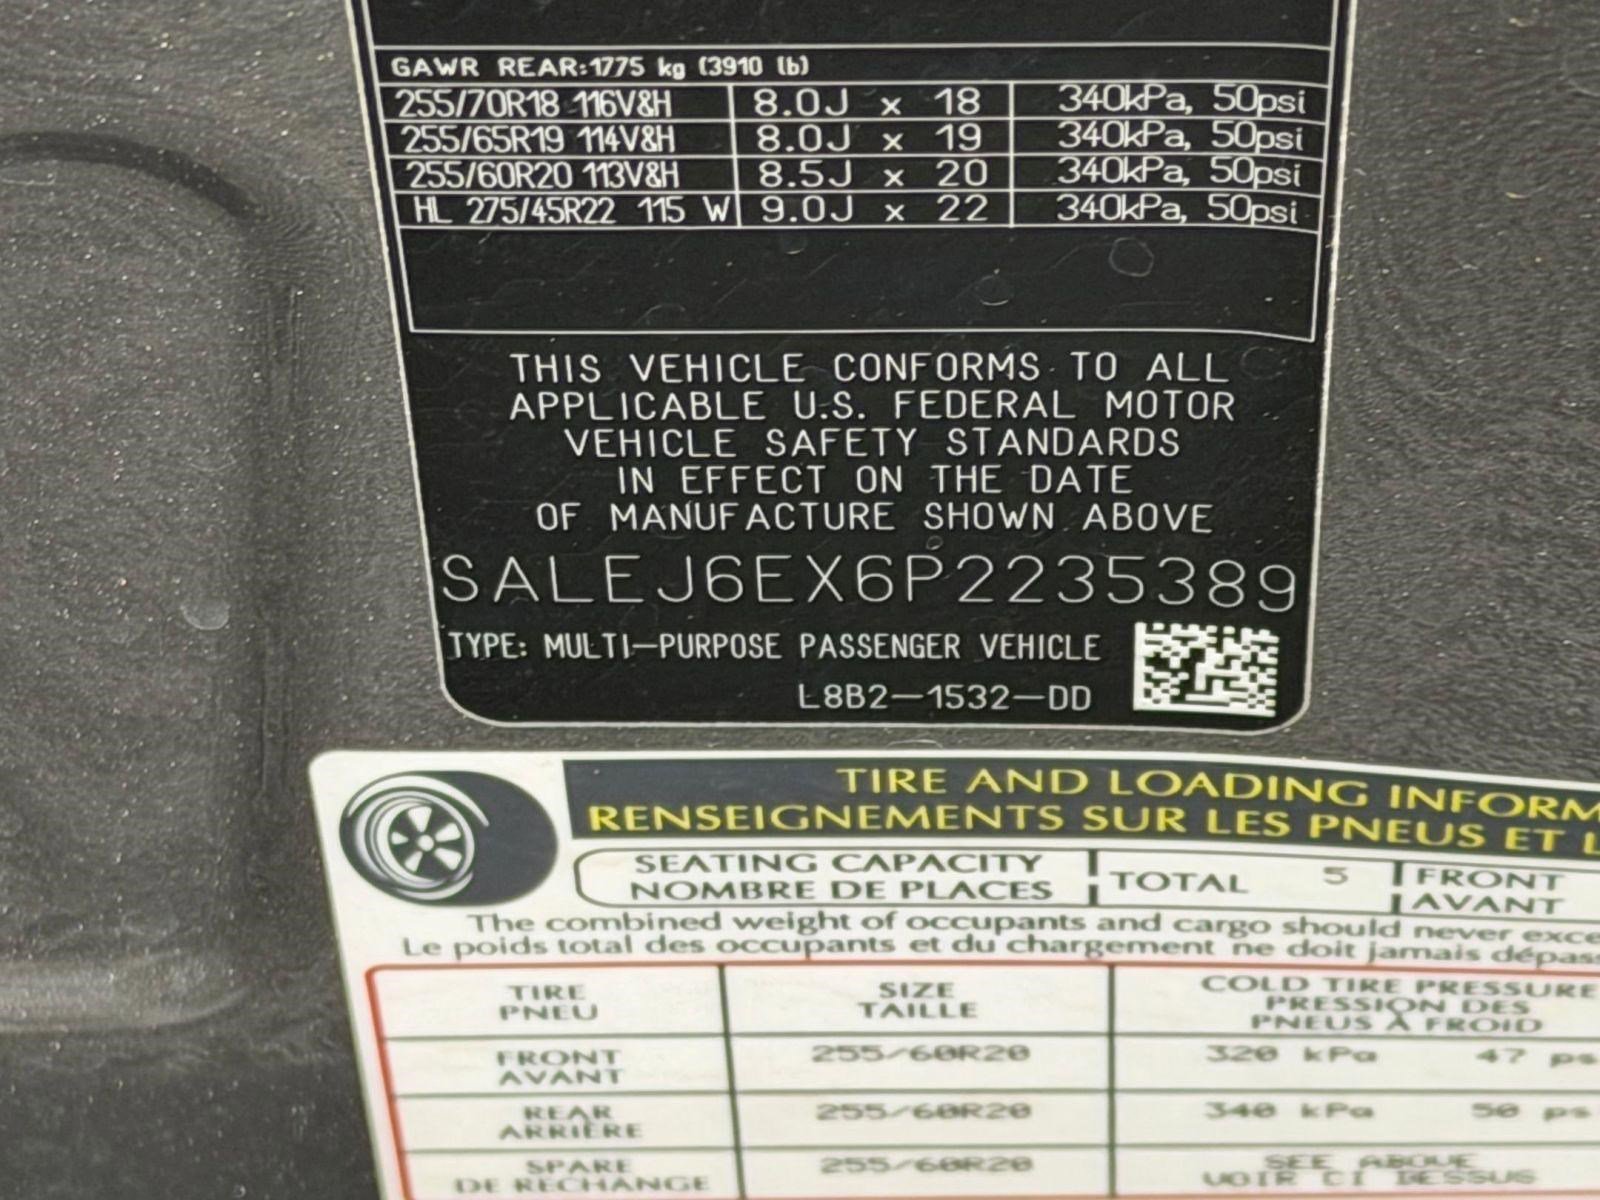 GAWR REAR:1775 kg (3910 lb)
255/70R18 116V&H 8.0J x 18 340kPa, 50psi
255/65R19 114V&H 8.0J x 19 340kPa, 50psi
255/60R20 113V&H 8.5J x 20 340kPa, 50psi
HL 275/45R22 115 W 9.0J x 22 340kPa, 50psi
THIS VEHICLE CONFORMS TO ALL
APPLICABLE U.S. FEDERAL MOTOR
VEHICLE SAFETY STANDARDS
IN EFFECT ON THE DATE
OF MANUFACTURE SHOWN ABOVE
SALEJ6EX6P2235389
TYPE: MULTI-PURPOSE PASSENGER VEHICLE
L8B2-1532-DD
TIRE AND LOADING INFORM
RENSEIGNEMENTS SUR LES PNEUS ET L
SEATING CAPACITY
NOMBRE DE PLACES
TOTAL 5
FRONT
AVANT
The combined weight of occupants and cargo should never exce
Le poids total des occupants et du chargement ne doit jamais dépas
TIRE
PNEU
SIZE
TAILLE
COLD TIRE PRESSURE
PRESSION DES
PNEUS À FROID
FRONT
AVANT
255/60R20
320 kPa 47 ps
REAR
ARRIÈRE
255/60R20
340 kPa 50 ps
SPARE
DE RECHANGE
255/60R20
SEE ABOVE
VOIR CI DESSUS